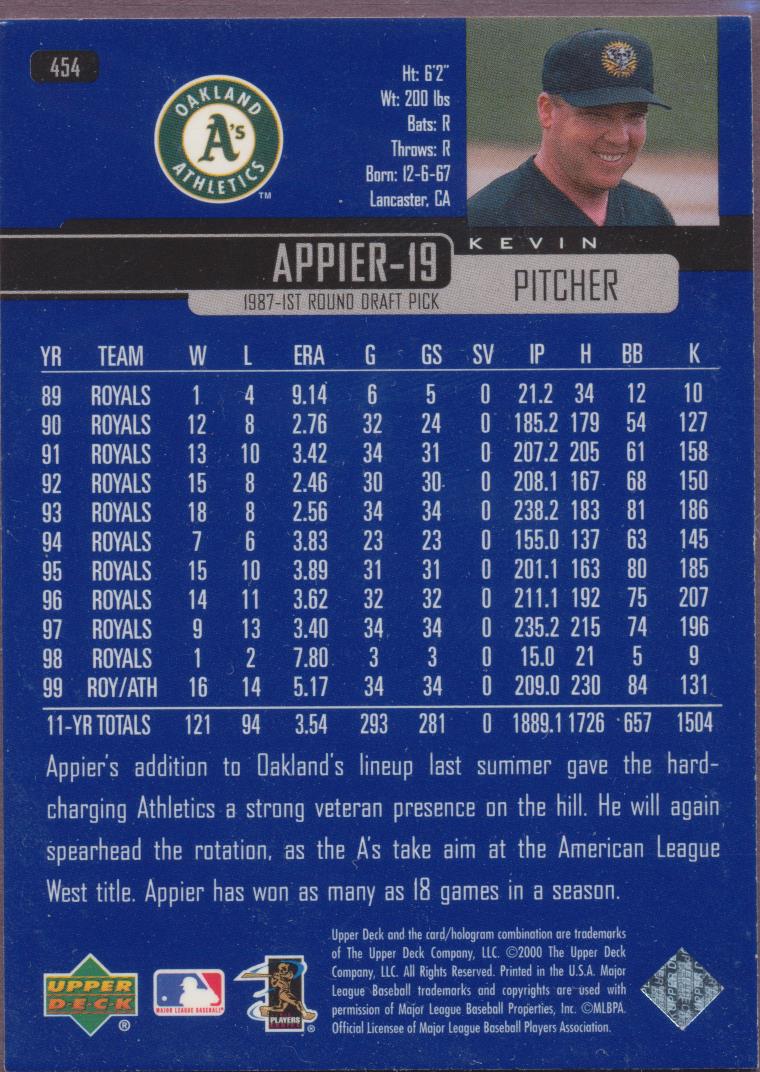 454
OAKLAND
A's
ATHLETICS
TM
Ht: 6'2"
Wt: 200 lbs
Bats: R
Throws: R
Born: 12-6-67
Lancaster, CA
KEVIN
APPIER-19
PITCHER
1987-1ST ROUND DRAFT PICK
YR TEAM W L ERA G GS SV IP H BB K
89 ROYALS 1 4 9.14 6 5 0 21.2 34 12 10
90 ROYALS 12 8 2.76 32 24 0 185.2 179 54 127
91 ROYALS 13 10 3.42 34 31 0 207.2 205 61 158
92 ROYALS 15 8 2.46 30 30 0 208.1 167 68 150
93 ROYALS 18 8 2.56 34 34 0 238.2 183 81 186
94 ROYALS 7 6 3.83 23 23 0 155.0 137 63 145
95 ROYALS 15 10 3.89 31 31 0 201.1 163 80 185
96 ROYALS 14 11 3.62 32 32 0 211.1 192 75 207
97 ROYALS 9 13 3.40 34 34 0 235.2 215 74 196
98 ROYALS 1 2 7.80 3 3 0 15.0 21 5 9
99 ROY/ATH 16 14 5.17 34 34 0 209.0 230 84 131
11-YR TOTALS 121 94 3.54 293 281 0 1889.1 1726 657 1504
Appier's addition to Oakland's lineup last summer gave the hard-
charging Athletics a strong veteran presence on the hill. He will again
spearhead the rotation, as the A's take aim at the American League
West title. Appier has won as many as 18 games in a season.
Upper Deck and the card/hologram combination are trademarks
of The Upper Deck Company, LLC. ©2000 The Upper Deck
Company, LLC. All Rights Reserved. Printed in the U.S.A. Major
League Baseball trademarks and copyrights are used with
permission of Major League Baseball Properties, Inc. ©MLBPA.
Official Licensee of Major League Baseball Players Association.
UPPER
DECK
®
MAJOR LEAGUE BASEBALL
PLAYERS
CHOICE
®